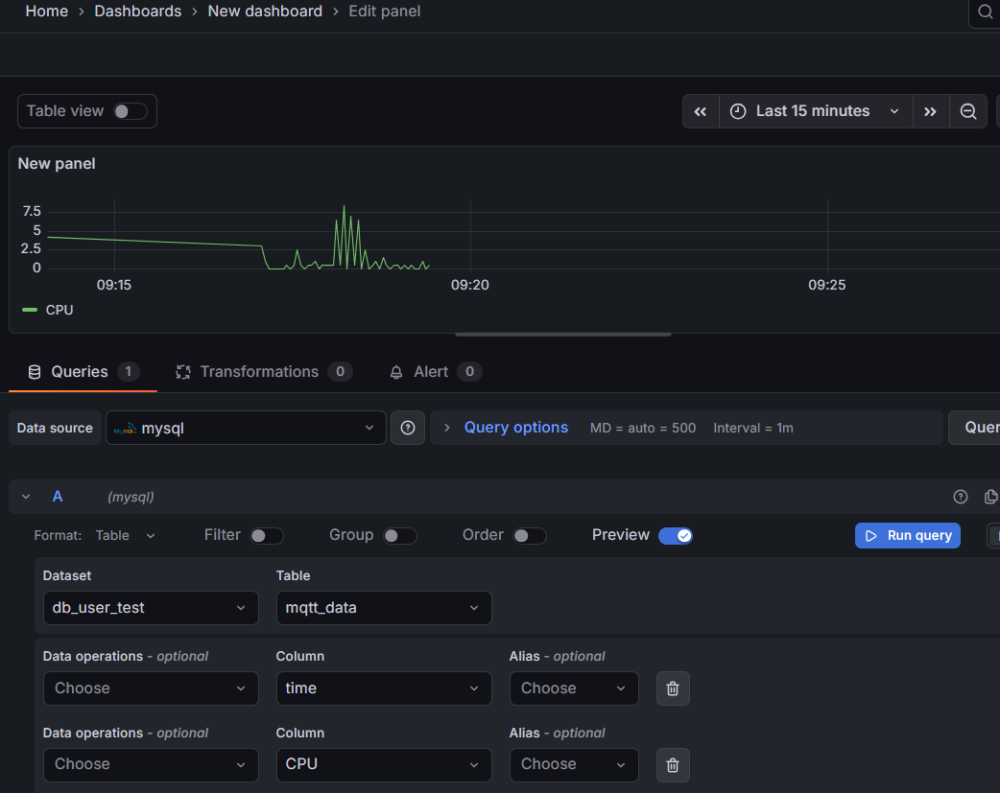 Home › Dashboards › New dashboard › Edit panel
Table view
Last 15 minutes
New panel
7.5
5
2.5
0
09:15 09:20 09:25
CPU
Queries 1 Transformations 0 Alert 0
Data source mysql Query options MD = auto = 500 Interval = 1m Quer
A (mysql)
Format: Table Filter Group Order Preview Run query
Dataset Table
db_user_test mqtt_data
Data operations - optional Column Alias - optional
Choose time Choose
Data operations - optional Column Alias - optional
Choose CPU Choose